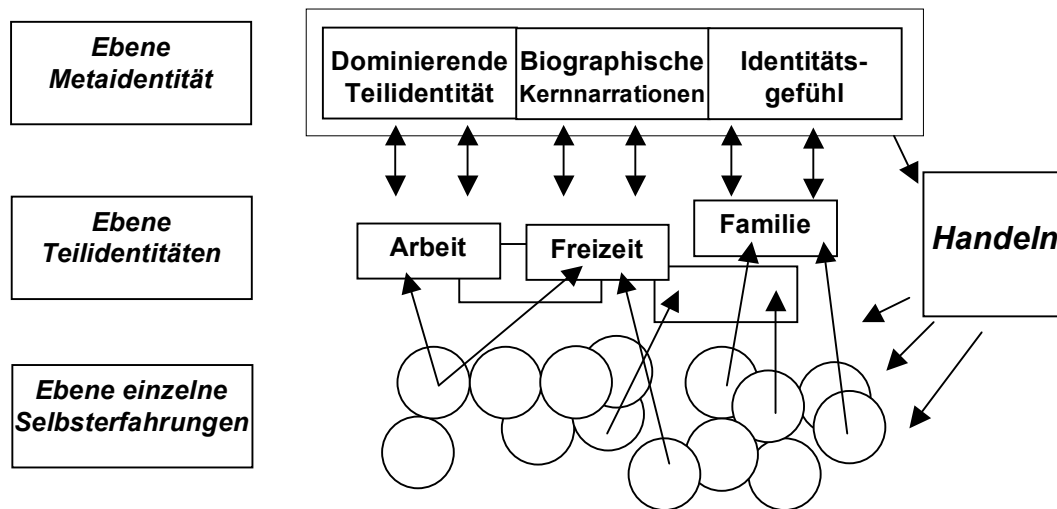 Ebene
Metaidentität
Dominierende
Teilidentität
Biographische
Kernnarrationen
Identitäts-
gefühl
Ebene
Teilidentitäten
Arbeit
Freizeit
Familie
Handeln
Ebene einzelne
Selbsterfahrungen